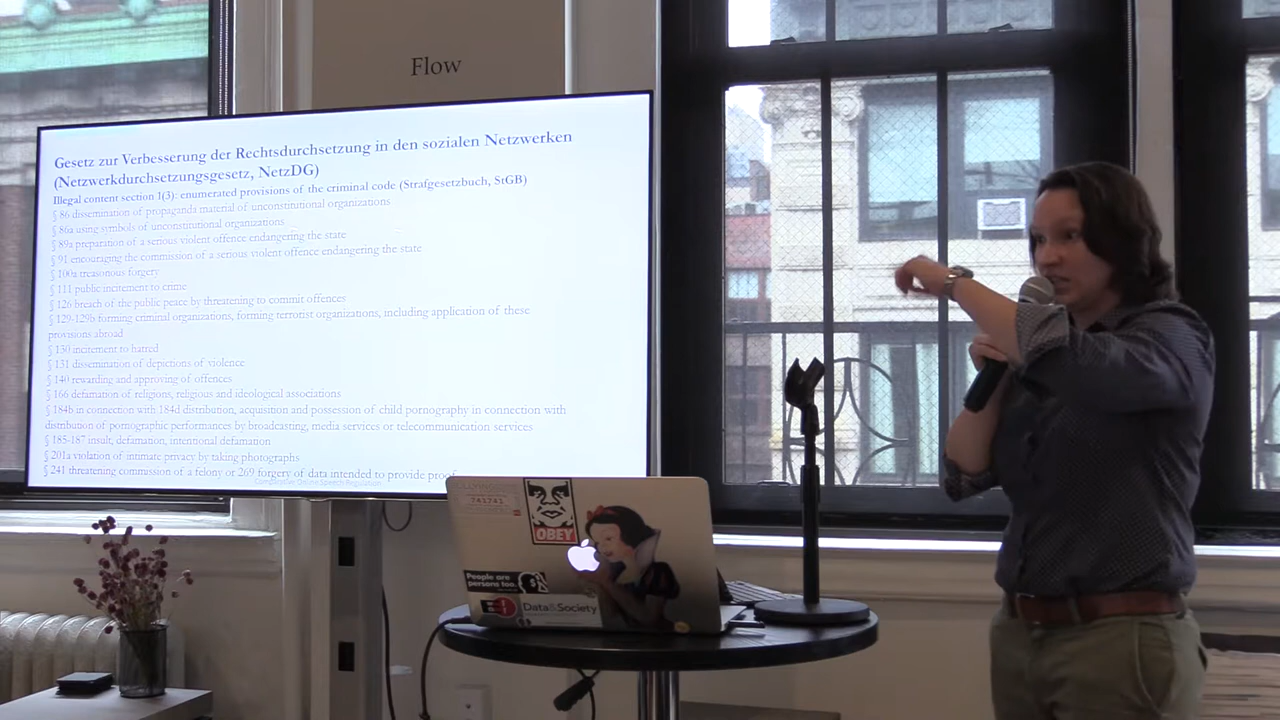 Flow
Gesetz zur Verbesserung der Rechtsdurchsetzung in den sozialen Netzwerken
(Netzwerkdurchsetzungsgesetz, NetzDG)
Illegal content section 1(3): enumerated provisions of the criminal code (Strafgesetzbuch, StGB)
§ 86 dissemination of propaganda material of unconstitutional organizations
§ 86a using symbols of unconstitutional organizations
§ 89a preparation of a serious violent offence endangering the state
§ 91 encouraging the commission of a serious violent offence endangering the state
§ 100a treasonous forgery
§ 111 public incitement to crime
§ 126 breach of the public peace by threatening to commit offences
§ 129-129b forming criminal organizations, forming terrorist organizations, including application of these
provisions abroad
§ 130 incitement to hatred
§ 131 dissemination of depictions of violence
§ 140 rewarding and approving of offences
§ 166 defamation of religions, religious and ideological associations
§ 184b in connection with 184d distribution, acquisition and possession of child pornography in connection with
distribution of pornographic performances by broadcasting, media services or telecommunication services
§ 185-187 insult, defamation, intentional defamation
§ 201a violation of intimate privacy by taking photographs
§ 241 threatening commission of a felony or 269 forgery of data intended to provide proof
Online Speech Regulation
741741
OBEY
People are
persons too.
Data&Society